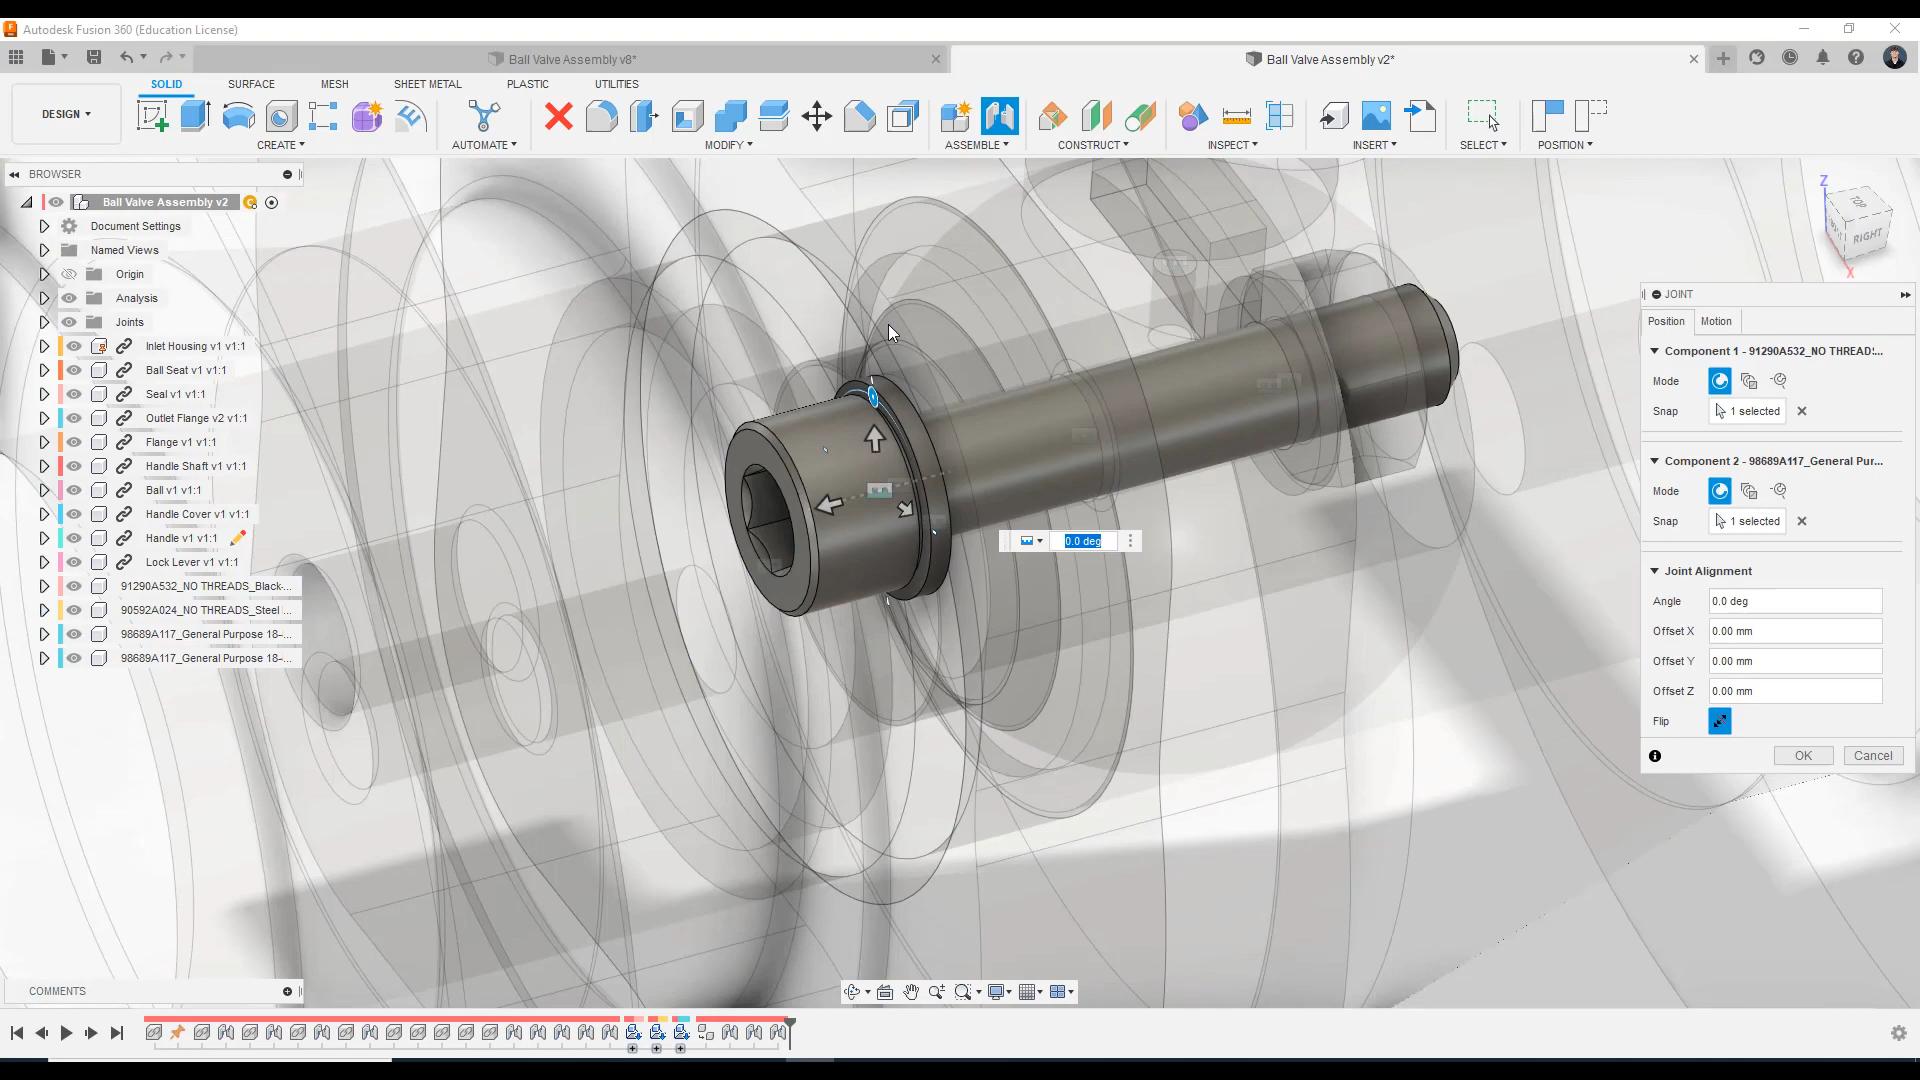 Autodesk Fusion 360 (Education License)
Ball Valve Assembly v8*
Ball Valve Assembly v2*
DESIGN
SOLID
SURFACE
MESH
SHEET METAL
PLASTIC
UTILITIES
CREATE
AUTOMATE
MODIFY
ASSEMBLE
CONSTRUCT
INSPECT
INSERT
SELECT
POSITION
BROWSER
Ball Valve Assembly v2
Document Settings
Named Views
Origin
Analysis
Joints
Inlet Housing v1 v1:1
Ball Seat v1 v1:1
Seal v1 v1:1
Outlet Flange v2 v1:1
Flange v1 v1:1
Handle Shaft v1 v1:1
Ball v1 v1:1
Handle Cover v1 v1:1
Handle v1 v1:1
Lock Lever v1 v1:1
91290A532_NO THREADS_Black-...
90592A024_NO THREADS_Steel ...
98689A117_General Purpose 18-...
98689A117_General Purpose 18-...
Z
TOP
RIGHT
X
0.0 deg
JOINT
Position
Motion
Component 1 - 91290A532_NO THREADS...
Mode
Snap
1 selected
Component 2 - 98689A117_General Pur...
Mode
Snap
1 selected
Joint Alignment
Angle
0.0 deg
Offset X
0.00 mm
Offset Y
0.00 mm
Offset Z
0.00 mm
Flip
OK
Cancel
COMMENTS